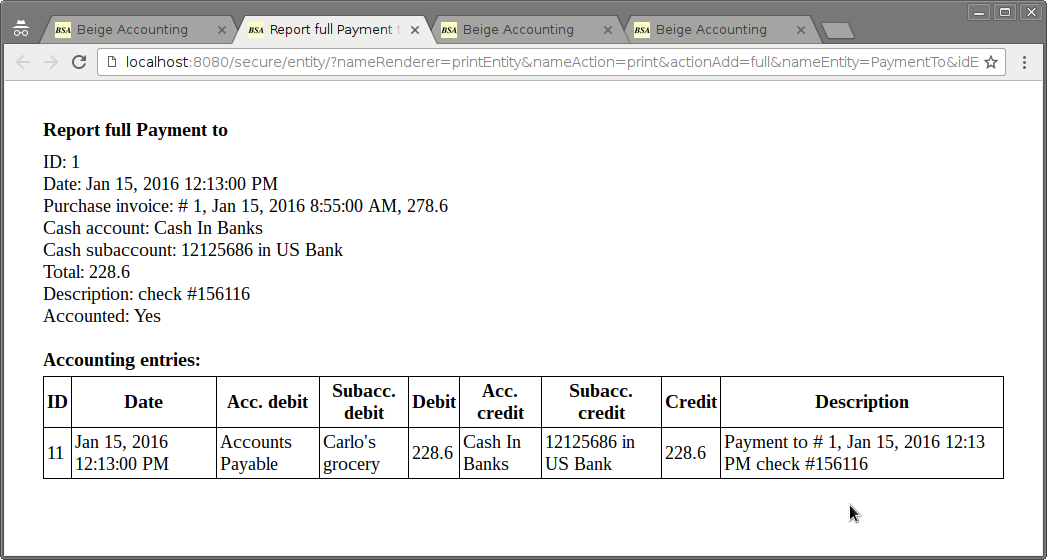 BSA Beige Accounting
BSA Report full Payment t
BSA Beige Accounting
BSA Beige Accounting
localhost:8080/secure/entity/?nameRenderer=printEntity&nameAction=print&actionAdd=full&nameEntity=PaymentTo&idE
Report full Payment to
ID: 1
Date: Jan 15, 2016 12:13:00 PM
Purchase invoice: # 1, Jan 15, 2016 8:55:00 AM, 278.6
Cash account: Cash In Banks
Cash subaccount: 12125686 in US Bank
Total: 228.6
Description: check #156116
Accounted: Yes
Accounting entries:
ID
Date
Acc. debit
Subacc.
debit
Debit
Acc.
credit
Subacc.
credit
Credit
Description
11
Jan 15, 2016
12:13:00 PM
Accounts
Payable
Carlo's
grocery
228.6
Cash In
Banks
12125686 in
US Bank
228.6
Payment to # 1, Jan 15, 2016 12:13
PM check #156116